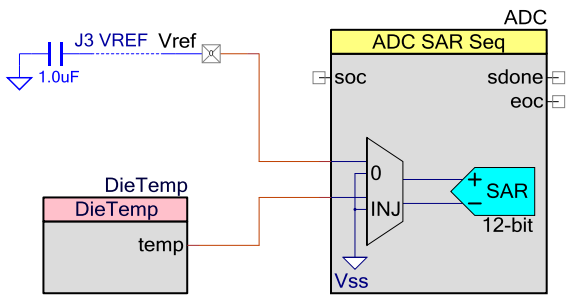 ADC
J3 VREF
Vref
ADC SAR Seq
1.0uF
soc
sdone
eoc
0
+
SAR
DieTemp
INJ
−
DieTemp
12-bit
temp
Vss